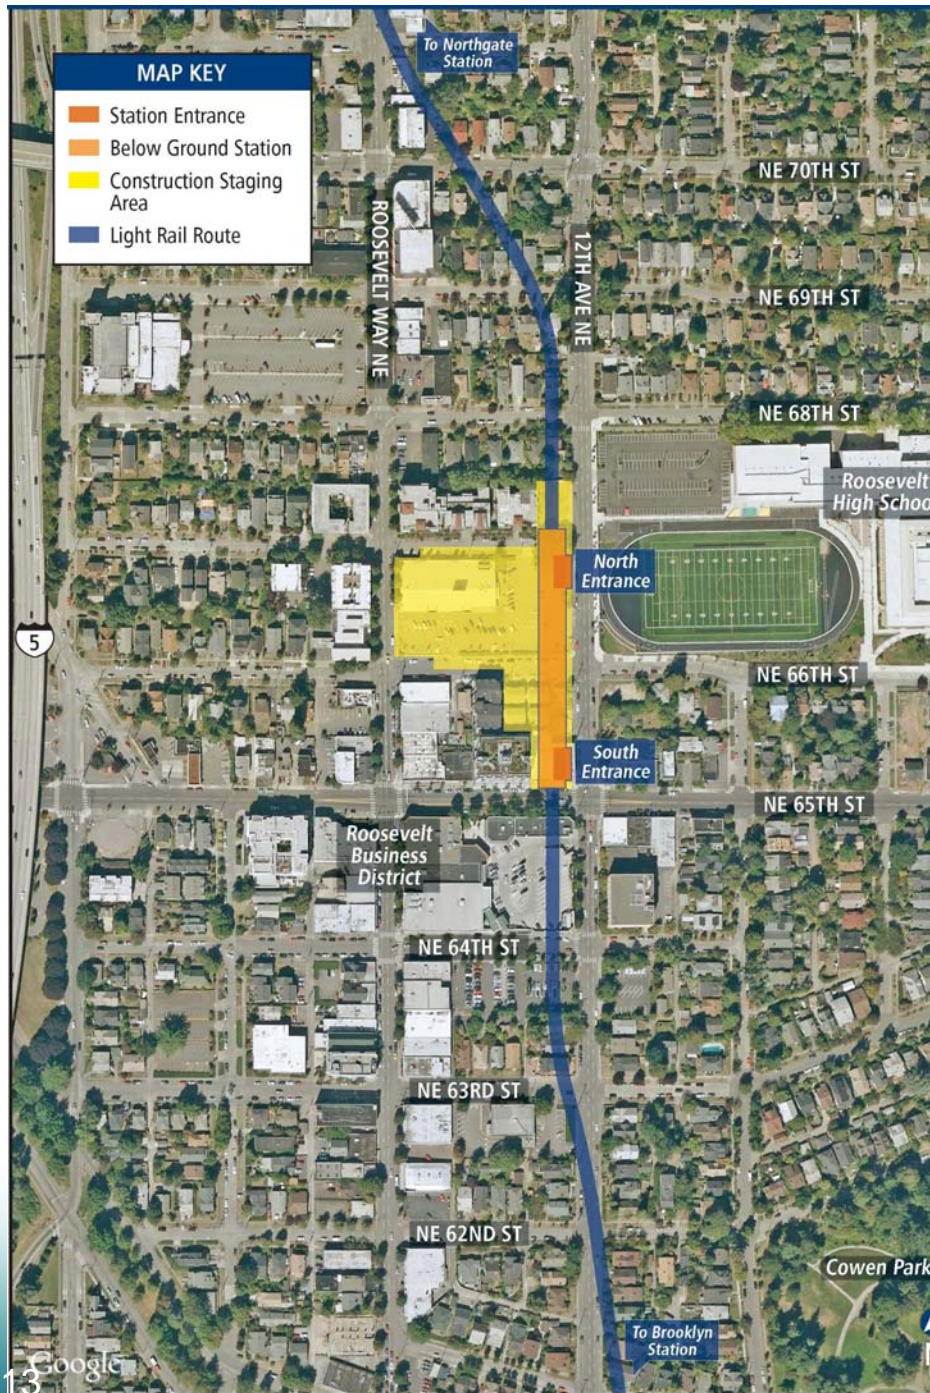 To Northgate
Station
MAP KEY
Station Entrance
Below Ground Station
Construction Staging
Area
Light Rail Route
NE 70TH ST
ROOSEVELT WAY NE
12TH AVE NE
NE 69TH ST
NE 68TH ST
Roosevelt
High Schoo
North
Entrance
5
NE 66TH ST
South
Entrance
NE 65TH ST
Roosevelt
Business
District
NE 64TH ST
NE 63RD ST
NE 62ND ST
Cowen Park
To Brooklyn
Station
N
Google
13